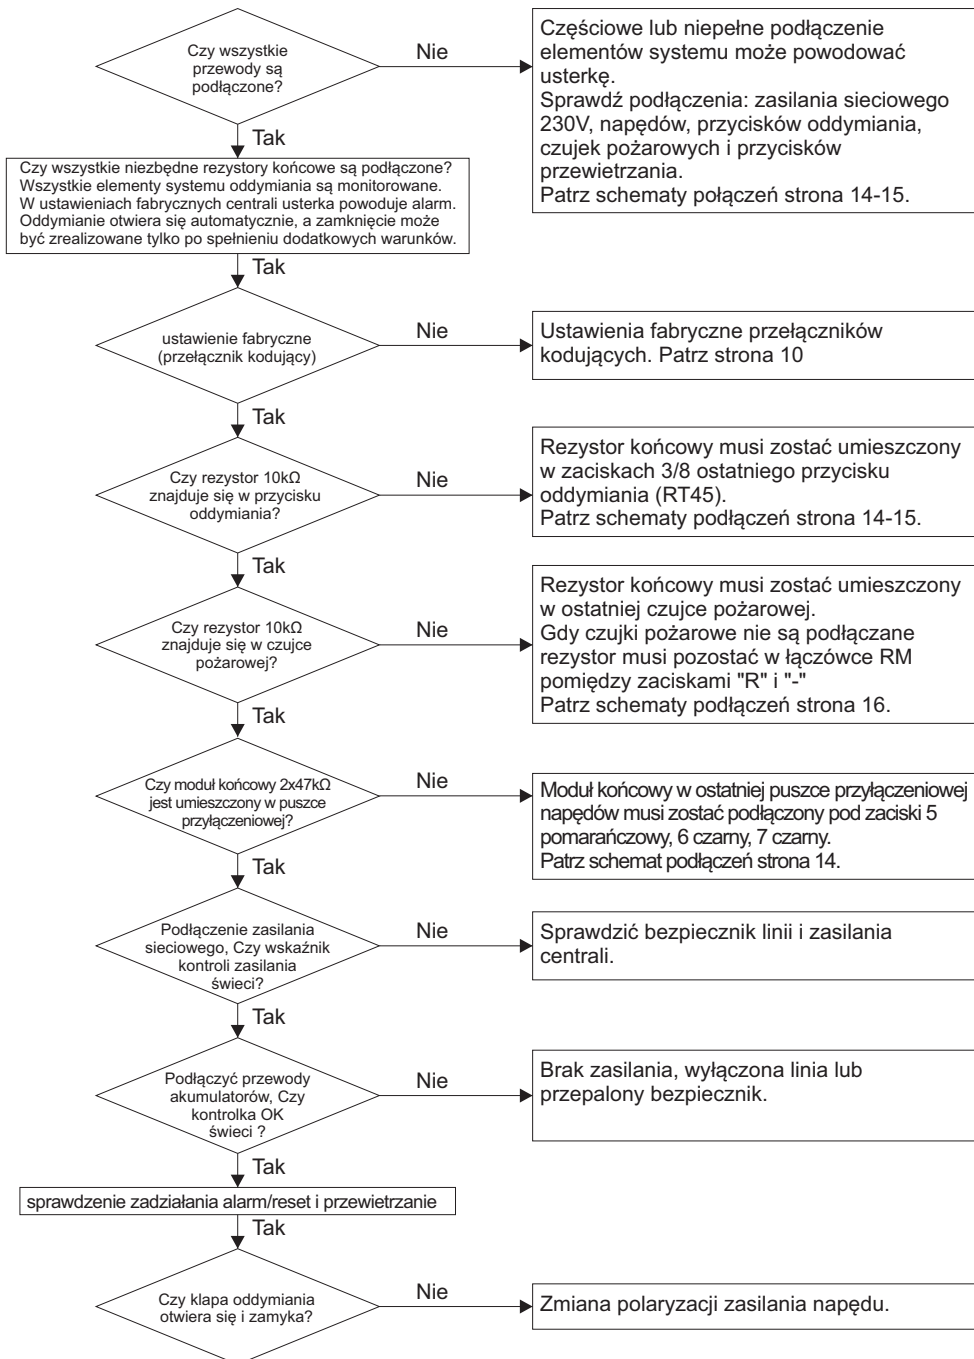 Czy wszystkie
przewody są
podłączone?
Nie
Częściowe lub niepełne podłączenie
elementów systemu może powodować
usterkę.
Sprawdź podłączenia: zasilania sieciowego
230V, napędów, przycisków oddymiania,
czujek pożarowych i przycisków
przewietrzania.
Patrz schematy połączeń strona 14-15.
Tak
Czy wszystkie niezbędne rezystory końcowe są podłączone?
Wszystkie elementy systemu oddymiania są monitorowane.
W ustawieniach fabrycznych centrali usterka powoduje alarm.
Oddymianie otwiera się automatycznie, a zamknięcie może
być zrealizowane tylko po spełnieniu dodatkowych warunków.
Tak
ustawienie fabryczne
(przełącznik kodujący)
Nie
Ustawienia fabryczne przełączników
kodujących. Patrz strona 10
Tak
Czy rezystor 10kΩ
znajduje się w przycisku
oddymiania?
Nie
Rezystor końcowy musi zostać umieszczony
w zaciskach 3/8 ostatniego przycisku
oddymiania (RT45).
Patrz schematy podłączeń strona 14-15.
Tak
Czy rezystor 10kΩ
znajduje się w czujce
pożarowej?
Nie
Rezystor końcowy musi zostać umieszczony
w ostatniej czujce pożarowej.
Gdy czujki pożarowe nie są podłączane
rezystor musi pozostać w łączówce RM
pomiędzy zaciskami "R" i "-"
Patrz schematy podłączeń strona 16.
Tak
Czy moduł końcowy 2x47kΩ
jest umieszczony w puszce
przyłączeniowej?
Nie
Moduł końcowy w ostatniej puszce przyłączeniowej
napędów musi zostać podłączony pod zaciski 5
pomarańczowy, 6 czarny, 7 czarny.
Patrz schemat podłączeń strona 14.
Tak
Podłączenie zasilania
sieciowego, Czy wskaźnik
kontroli zasilania
świeci?
Nie
Sprawdzić bezpiecznik linii i zasilania
centrali.
Tak
Podłączyć przewody
akumulatorów, Czy
kontrolka OK
świeci ?
Nie
Brak zasilania, wyłączona linia lub
przepalony bezpiecznik.
Tak
sprawdzenie zadziałania alarm/reset i przewietrzanie
Tak
Czy klapa oddymiania
otwiera się i zamyka?
Nie
Zmiana polaryzacji zasilania napędu.